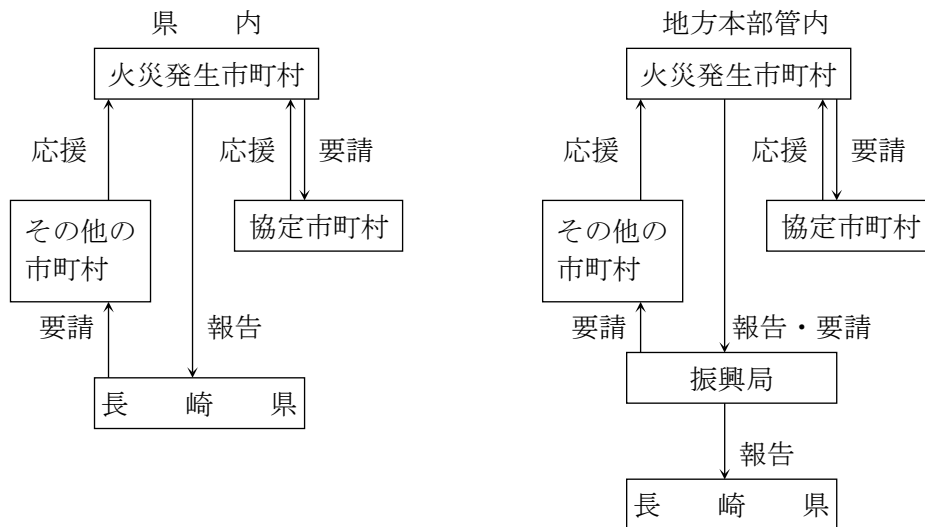 県 内
火災発生市町村
応援
応援
要請
その他の
市町村
協定市町村
要請
報告
長 崎 県
地方本部管内
火災発生市町村
応援
応援
要請
その他の
市町村
協定市町村
要請
報告・要請
振興局
報告
長 崎 県